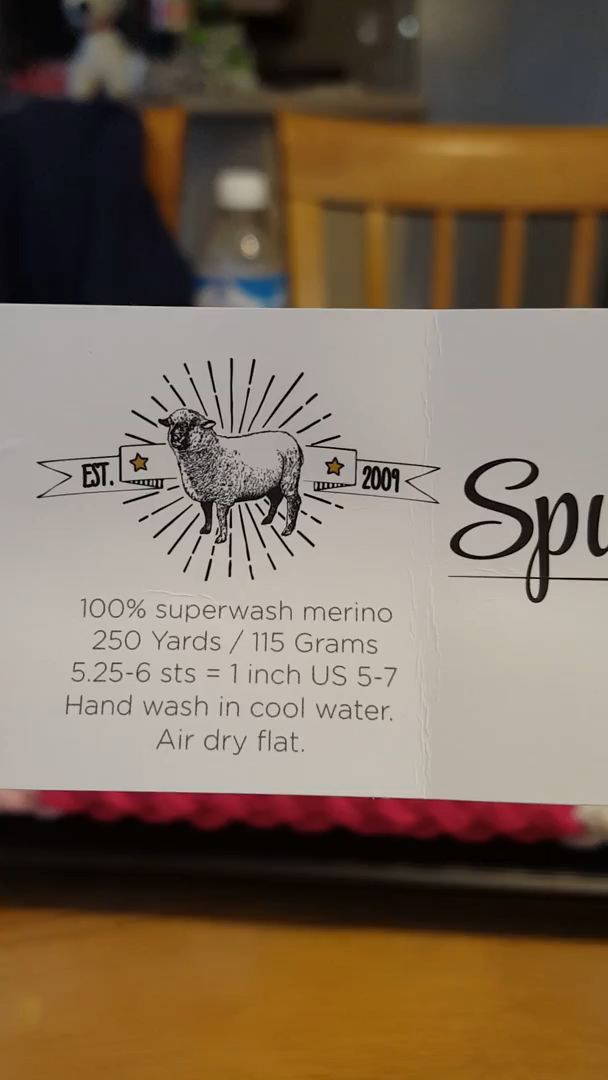 EST. 2009
100% superwash merino
250 Yards / 115 Grams
5.25-6 sts = 1 inch US 5-7
Hand wash in cool water.
Air dry flat.